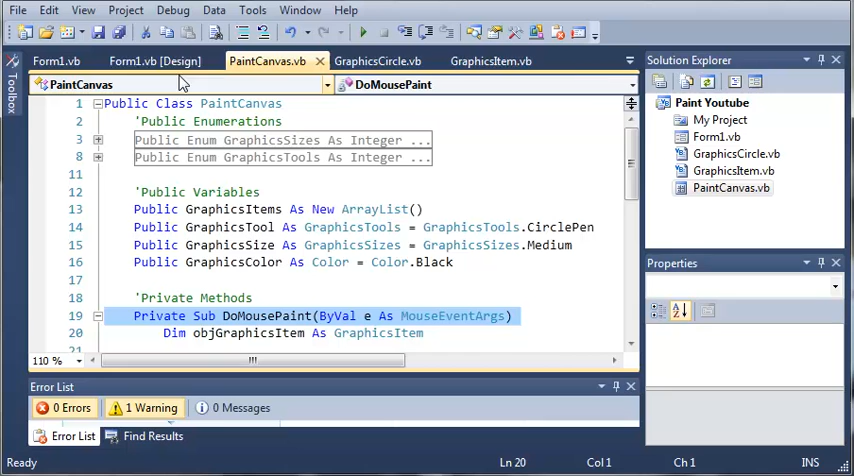 File Edit View Project Debug Data Tools Window Help
Form1.vb Form1.vb [Design] PaintCanvas.vb GraphicsCircle.vb GraphicsItem.vb
Toolbox
PaintCanvas DoMousePaint
1 Public Class PaintCanvas
2 'Public Enumerations
3 Public Enum GraphicsSizes As Integer ...
8 Public Enum GraphicsTools As Integer ...
11
12 'Public Variables
13 Public GraphicsItems As New ArrayList()
14 Public GraphicsTool As GraphicsTools = GraphicsTools.CirclePen
15 Public GraphicsSize As GraphicsSizes = GraphicsSizes.Medium
16 Public GraphicsColor As Color = Color.Black
17
18 'Private Methods
19 Private Sub DoMousePaint(ByVal e As MouseEventArgs)
20 Dim objGraphicsItem As GraphicsItem
21
110 %
Solution Explorer
Paint Youtube
My Project
Form1.vb
GraphicsCircle.vb
GraphicsItem.vb
PaintCanvas.vb
Properties
Error List
0 Errors 1 Warning 0 Messages
Error List Find Results
Ready Ln 20 Col 1 Ch 1 INS